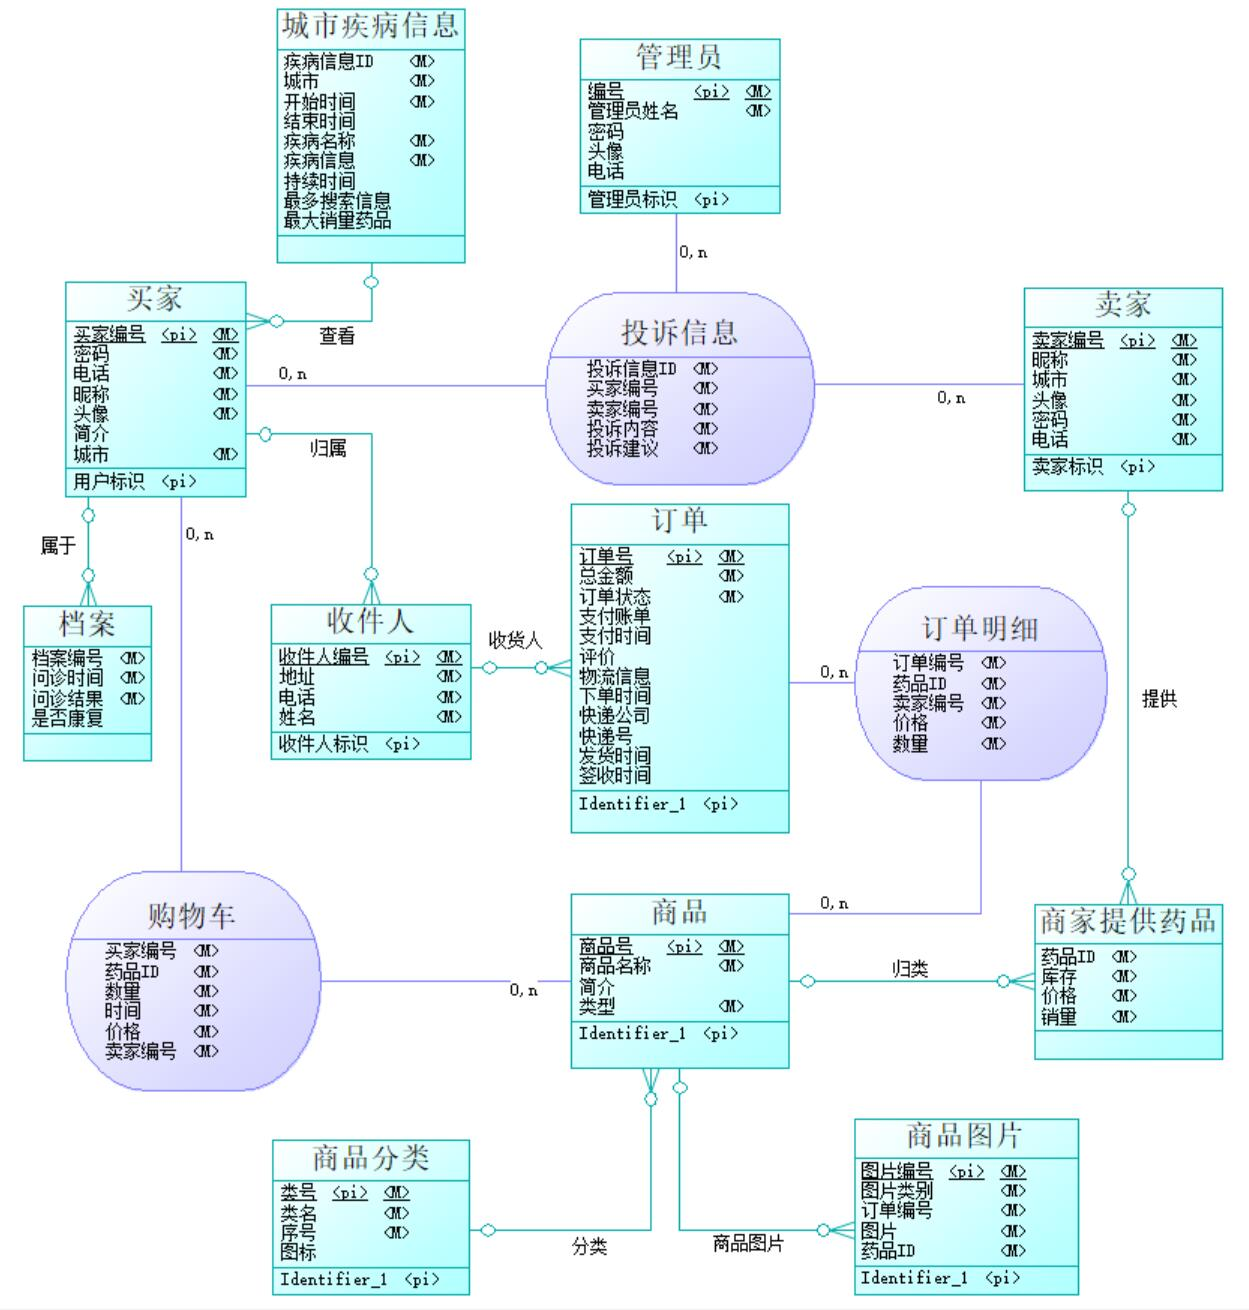 城市疾病信息
疾病信息ID <M>
城市 <M>
开始时间 <M>
结束时间
疾病名称 <M>
疾病信息 <M>
持续时间
最多搜索信息
最大销量药品
管理员
编号 <pi> <M>
管理员姓名 <M>
密码
头像
电话
管理员标识 <pi>
0,n
查看
买家
买家编号 <pi> <M>
密码 <M>
电话 <M>
昵称 <M>
头像 <M>
简介
城市 <M>
用户标识 <pi>
0,n
归属
投诉信息
投诉信息ID <M>
买家编号 <M>
卖家编号 <M>
投诉内容 <M>
投诉建议 <M>
0,n
卖家
卖家编号 <pi> <M>
昵称 <M>
城市 <M>
头像 <M>
密码 <M>
电话 <M>
卖家标识 <pi>
属于
0,n
档案
档案编号 <M>
问诊时间 <M>
问诊结果 <M>
是否康复
收件人
收件人编号 <pi> <M>
地址 <M>
电话 <M>
姓名 <M>
收件人标识 <pi>
收货人
订单
订单号 <pi> <M>
总金额 <M>
订单状态 <M>
支付账单
支付时间
评价
物流信息
下单时间
快递公司
快递号
发货时间
签收时间
Identifier_1 <pi>
0,n
订单明细
订单编号 <M>
药品ID <M>
卖家编号 <M>
价格 <M>
数量 <M>
提供
购物车
买家编号 <M>
药品ID <M>
数量 <M>
时间 <M>
价格 <M>
卖家编号 <M>
0,n
商品
商品号 <pi> <M>
商品名称 <M>
简介
类型 <M>
Identifier_1 <pi>
0,n
归类
商家提供药品
药品ID <M>
库存 <M>
价格 <M>
销量 <M>
商品分类
类号 <pi> <M>
类名 <M>
序号 <M>
图标
Identifier_1 <pi>
分类
商品图片
商品图片
图片编号 <pi> <M>
图片类别 <M>
订单编号 <M>
图片 <M>
药品ID <M>
Identifier_1 <pi>